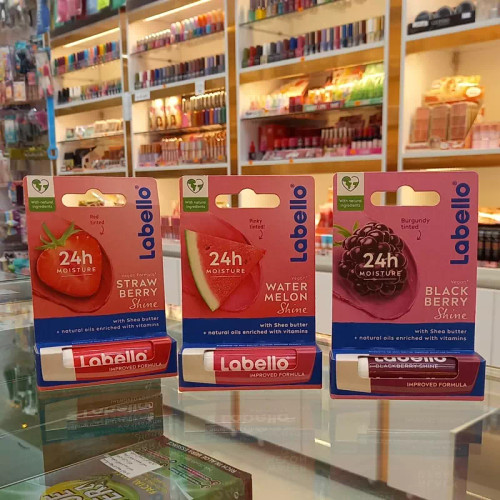 With natural
ingredients
Labello
Red
tinted
24h
MOISTURE
STRAW
BERRY
Shine
with Shea butter
+ natural oils enriched with vitamins
Labello
IMPROVED FORMULA
With natural
ingredients
Labello
Rosy
tinted
24h
MOISTURE
WATER
MELON
Shine
with Shea butter
+ natural oils enriched with vitamins
Labello
IMPROVED FORMULA
With natural
ingredients
Labello
Burgundy
tinted
24h
MOISTURE
BLACK
BERRY
Shine
with Shea butter
+ natural oils enriched with vitamins
Labello
BLACKBERRY SHINE
IMPROVED FORMULA